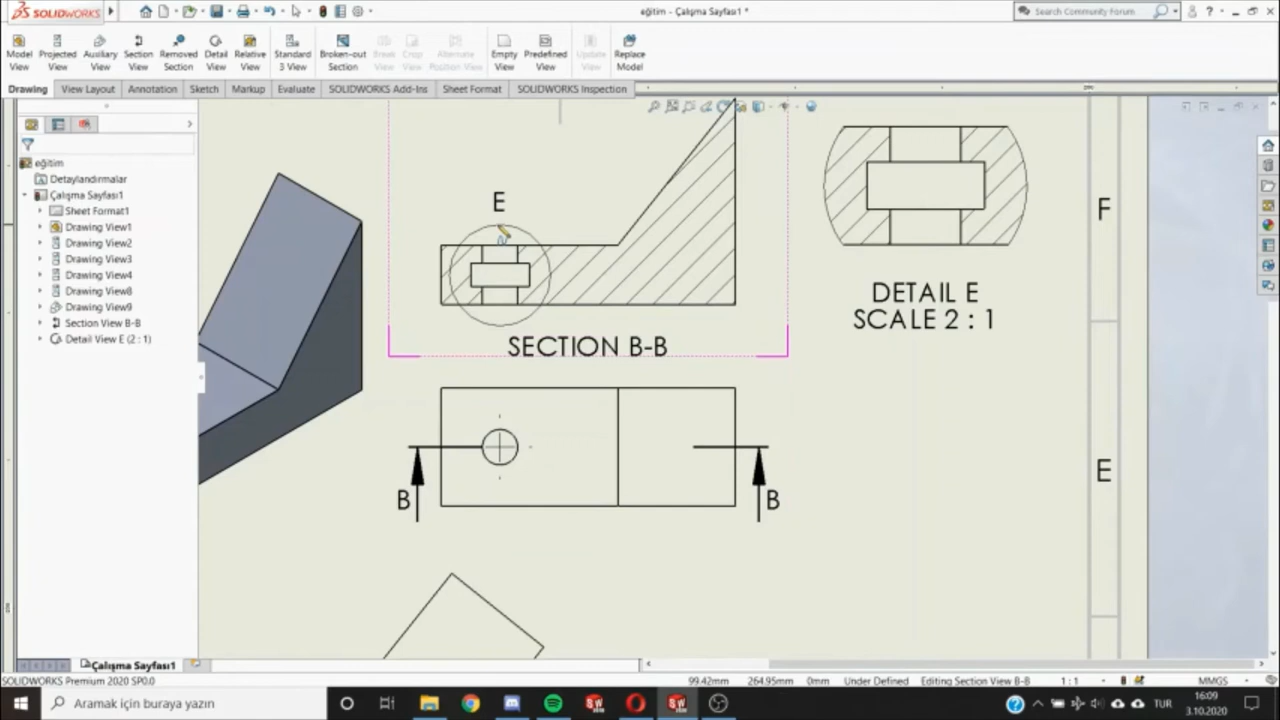 SOLIDWORKS
eğitim - Çalışma Sayfası1 *
Search Community Forum
Model View
Projected View
Auxiliary View
Section View
Removed Section
Detail View
Relative View
Standard 3 View
Broken-out Section
Break View
Crop View
Alternate Position View
Empty View
Predefined View
Update View
Replace Model
Drawing
View Layout
Annotation
Sketch
Markup
Evaluate
SOLIDWORKS Add-Ins
Sheet Format
SOLIDWORKS Inspection
eğitim
Detaylandırmalar
Çalışma Sayfası1
Sheet Format1
Drawing View1
Drawing View2
Drawing View3
Drawing View4
Drawing View8
Drawing View9
Section View B-B
Detail View E (2 : 1)
E
SECTION B-B
DETAIL E
SCALE 2 : 1
F
E
B
B
Çalışma Sayfası1
SOLIDWORKS Premium 2020 SP0.0
99.42mm
264.95mm
0mm
Under Defined
Editing Section View B-B
1 : 1
MMGS
Aramak için buraya yazın
TUR
16:09
3.10.2020